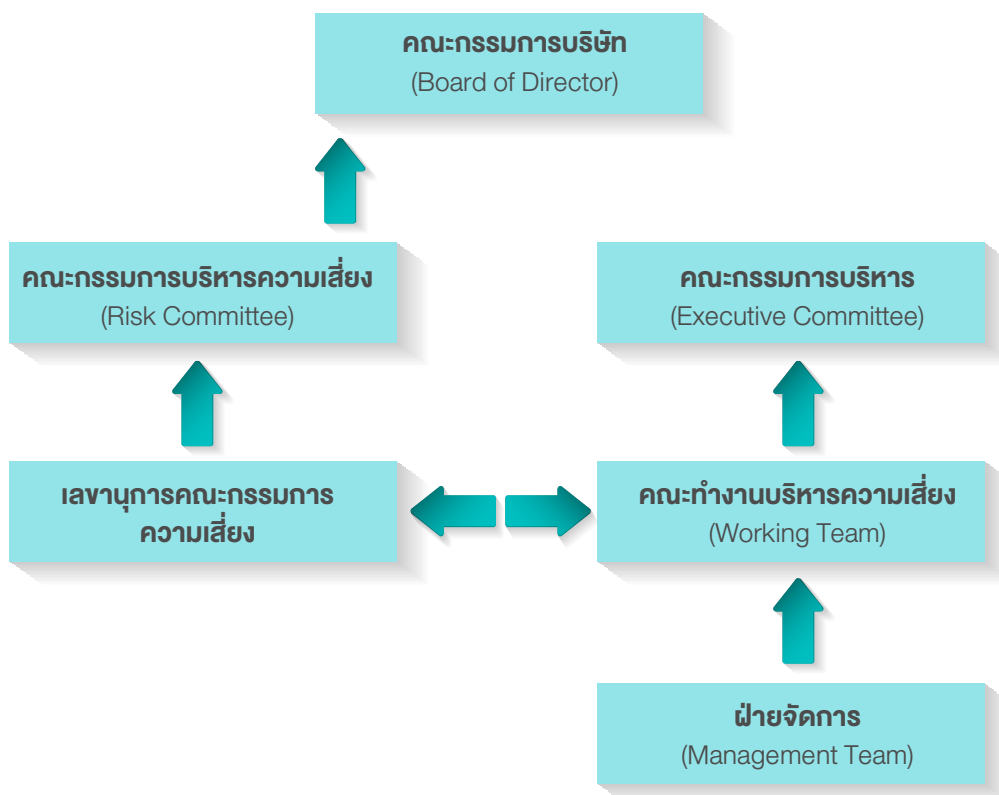 คณะกรรมการบริษัท
(Board of Director)
คณะกรรมการบริหารความเสี่ยง
(Risk Committee)
คณะกรรมการบริหาร
(Executive Committee)
เลขานุการคณะกรรมการ
ความเสี่ยง
คณะทำงานบริหารความเสี่ยง
(Working Team)
ฝ่ายจัดการ
(Management Team)